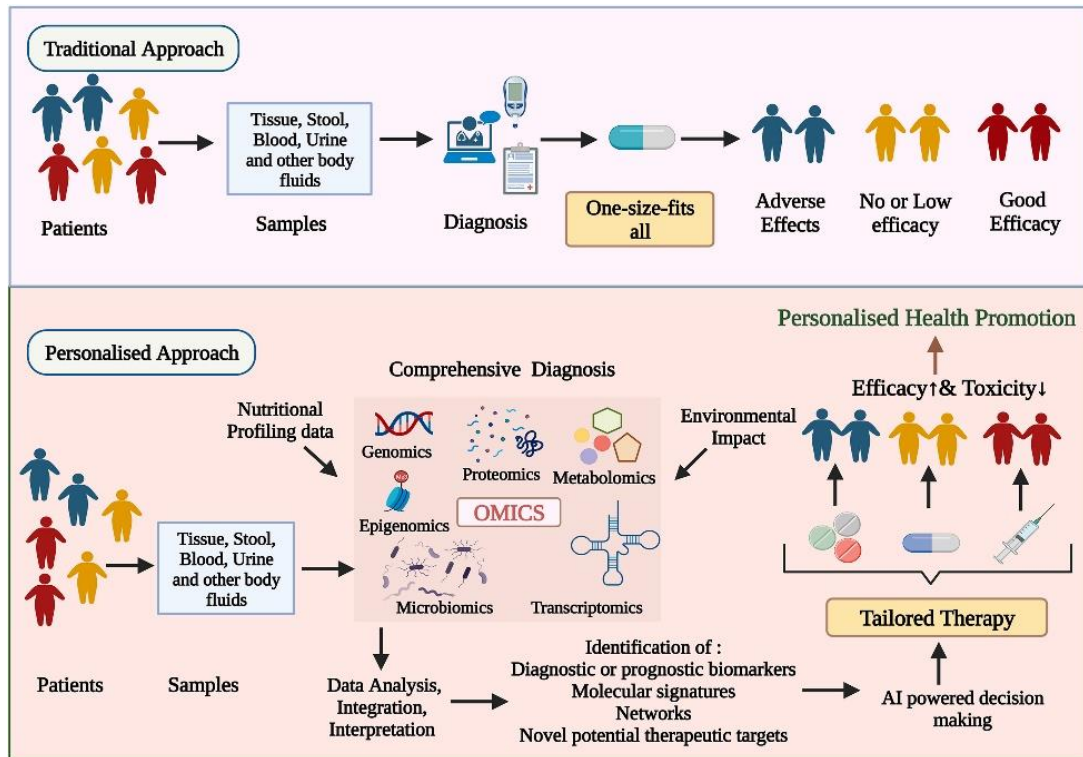 Traditional Approach
Tissue, Stool,
Blood, Urine
and other body
fluids
Patients
Samples
Diagnosis
One-size-fits
all
Adverse
Effects
No or Low
efficacy
Good
Efficacy
Personalised Approach
Personalised Health Promotion
Comprehensive Diagnosis
Efficacy↑& Toxicity↓
Nutritional
Profiling data
Environmental
Impact
Genomics
Proteomics
Metabolomics
Epigenomics
OMICS
Microbiomics
Transcriptomics
Tissue, Stool,
Blood, Urine
and other body
fluids
Patients
Samples
Data Analysis,
Integration,
Interpretation
Identification of :
Diagnostic or prognostic biomarkers
Molecular signatures
Networks
Novel potential therapeutic targets
Tailored Therapy
AI powered decision
making